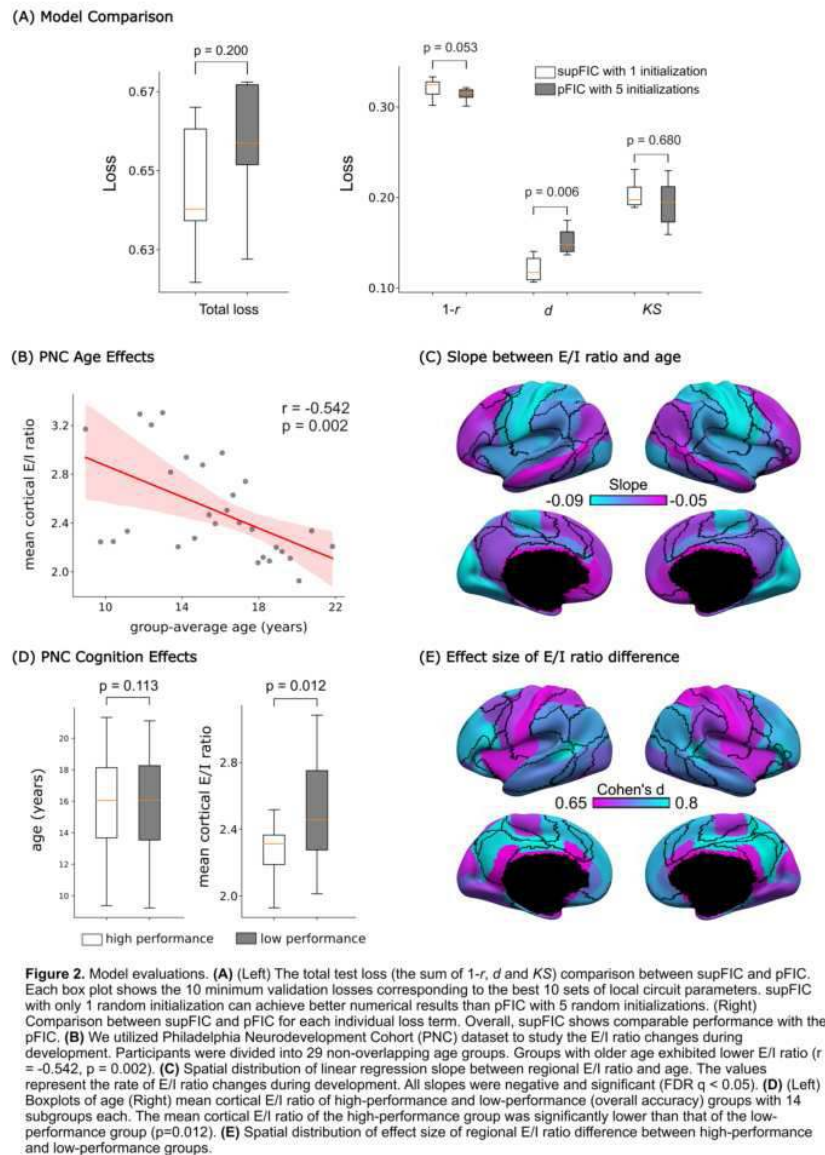 (A) Model Comparison
p = 0.200
0.67
0.65
0.63
Loss
Total loss
p = 0.053
supFIC with 1 initialization
pFIC with 5 initializations
0.30
p = 0.680
Loss
0.20
p = 0.006
0.10
1-r
d
KS
(B) PNC Age Effects
r = -0.542
p = 0.002
3.2
2.8
2.4
2.0
mean cortical E/I ratio
10
14
18
22
group-average age (years)
(C) Slope between E/I ratio and age
Slope
-0.09
-0.05
(D) PNC Cognition Effects
p = 0.113
20
18
16
14
12
10
age (years)
p = 0.012
2.8
2.4
2.0
mean cortical E/I ratio
high performance
low performance
(E) Effect size of E/I ratio difference
Cohen's d
0.65
0.8
Figure 2. Model evaluations. (A) (Left) The total test loss (the sum of 1-r, d and KS) comparison between supFIC and pFIC.
Each box plot shows the 10 minimum validation losses corresponding to the best 10 sets of local circuit parameters. supFIC
with only 1 random initialization can achieve better numerical results than pFIC with 5 random initializations. (Right)
Comparison between supFIC and pFIC for each individual loss term. Overall, supFIC shows comparable performance with the
pFIC. (B) We utilized Philadelphia Neurodevelopment Cohort (PNC) dataset to study the E/I ratio changes during
development. Participants were divided into 29 non-overlapping age groups. Groups with older age exhibited lower E/I ratio (r
= -0.542, p = 0.002). (C) Spatial distribution of linear regression slope between regional E/I ratio and age. The values
represent the rate of E/I ratio changes during development. All slopes were negative and significant (FDR q < 0.05). (D) (Left)
Boxplots of age (Right) mean cortical E/I ratio of high-performance and low-performance (overall accuracy) groups with 14
subgroups each. The mean cortical E/I ratio of the high-performance group was significantly lower than that of the low-
performance group (p=0.012). (E) Spatial distribution of effect size of regional E/I ratio difference between high-performance
and low-performance groups.